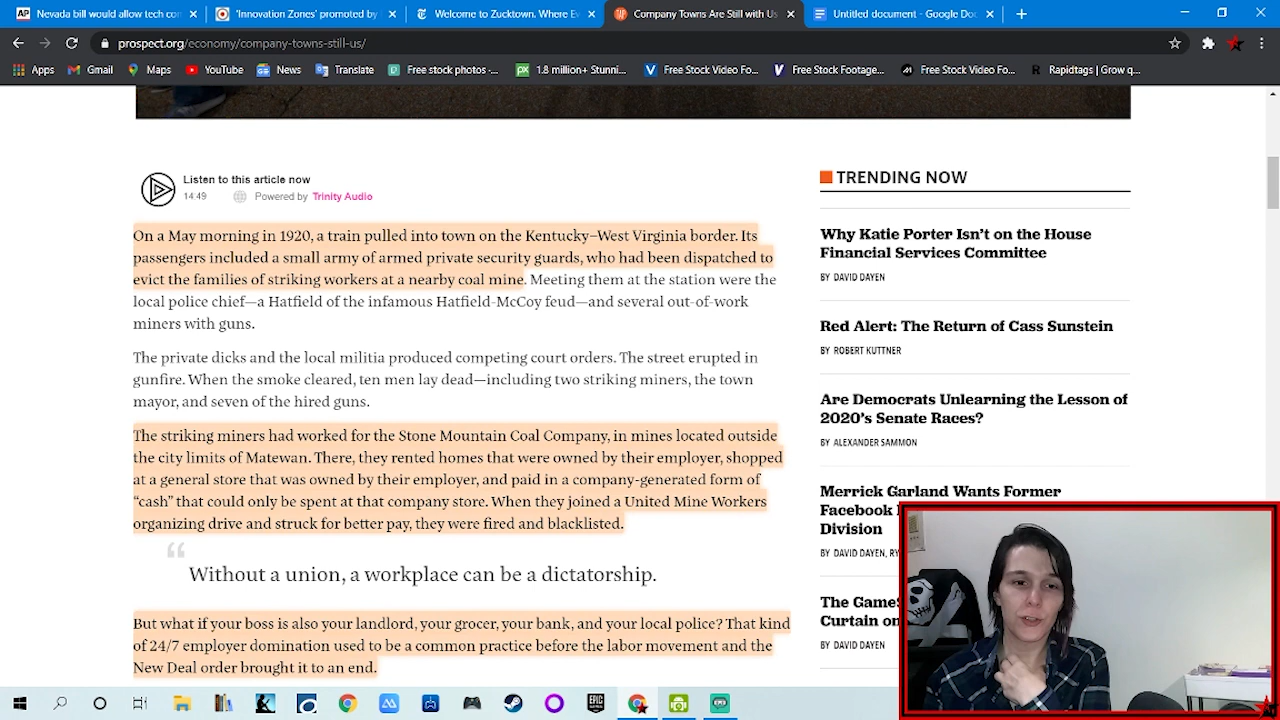 AP Nevada bill would allow tech con
'Innovation Zones' promoted by
Welcome to Zucktown. Where Ev
Company Towns Are Still with Us
Untitled document - Google Doc
prospect.org/economy/company-towns-still-us/
Apps
Gmail
Maps
YouTube
News
Translate
Free stock photos -...
1.8 million+ Stunni...
Free Stock Video Fo...
Free Stock Footage...
Free Stock Video Fo...
Rapidtags | Grow q...
Listen to this article now
14:49 Powered by Trinity Audio
On a May morning in 1920, a train pulled into town on the Kentucky–West Virginia border. Its
passengers included a small army of armed private security guards, who had been dispatched to
evict the families of striking workers at a nearby coal mine. Meeting them at the station were the
local police chief—a Hatfield of the infamous Hatfield-McCoy feud—and several out-of-work
miners with guns.
The private dicks and the local militia produced competing court orders. The street erupted in
gunfire. When the smoke cleared, ten men lay dead—including two striking miners, the town
mayor, and seven of the hired guns.
The striking miners had worked for the Stone Mountain Coal Company, in mines located outside
the city limits of Matewan. There, they rented homes that were owned by their employer, shopped
at a general store that was owned by their employer, and paid in a company-generated form of
“cash” that could only be spent at that company store. When they joined a United Mine Workers
organizing drive and struck for better pay, they were fired and blacklisted.
“
Without a union, a workplace can be a dictatorship.
But what if your boss is also your landlord, your grocer, your bank, and your local police? That kind
of 24/7 employer domination used to be a common practice before the labor movement and the
New Deal order brought it to an end.
TRENDING NOW
Why Katie Porter Isn’t on the House
Financial Services Committee
BY DAVID DAYEN
Red Alert: The Return of Cass Sunstein
BY ROBERT KUTTNER
Are Democrats Unlearning the Lesson of
2020’s Senate Races?
BY ALEXANDER SAMMON
Merrick Garland Wants Former
Facebook
Division
BY DAVID DAYEN,
The
Curtain on
BY DAVID DAYEN
EPIC